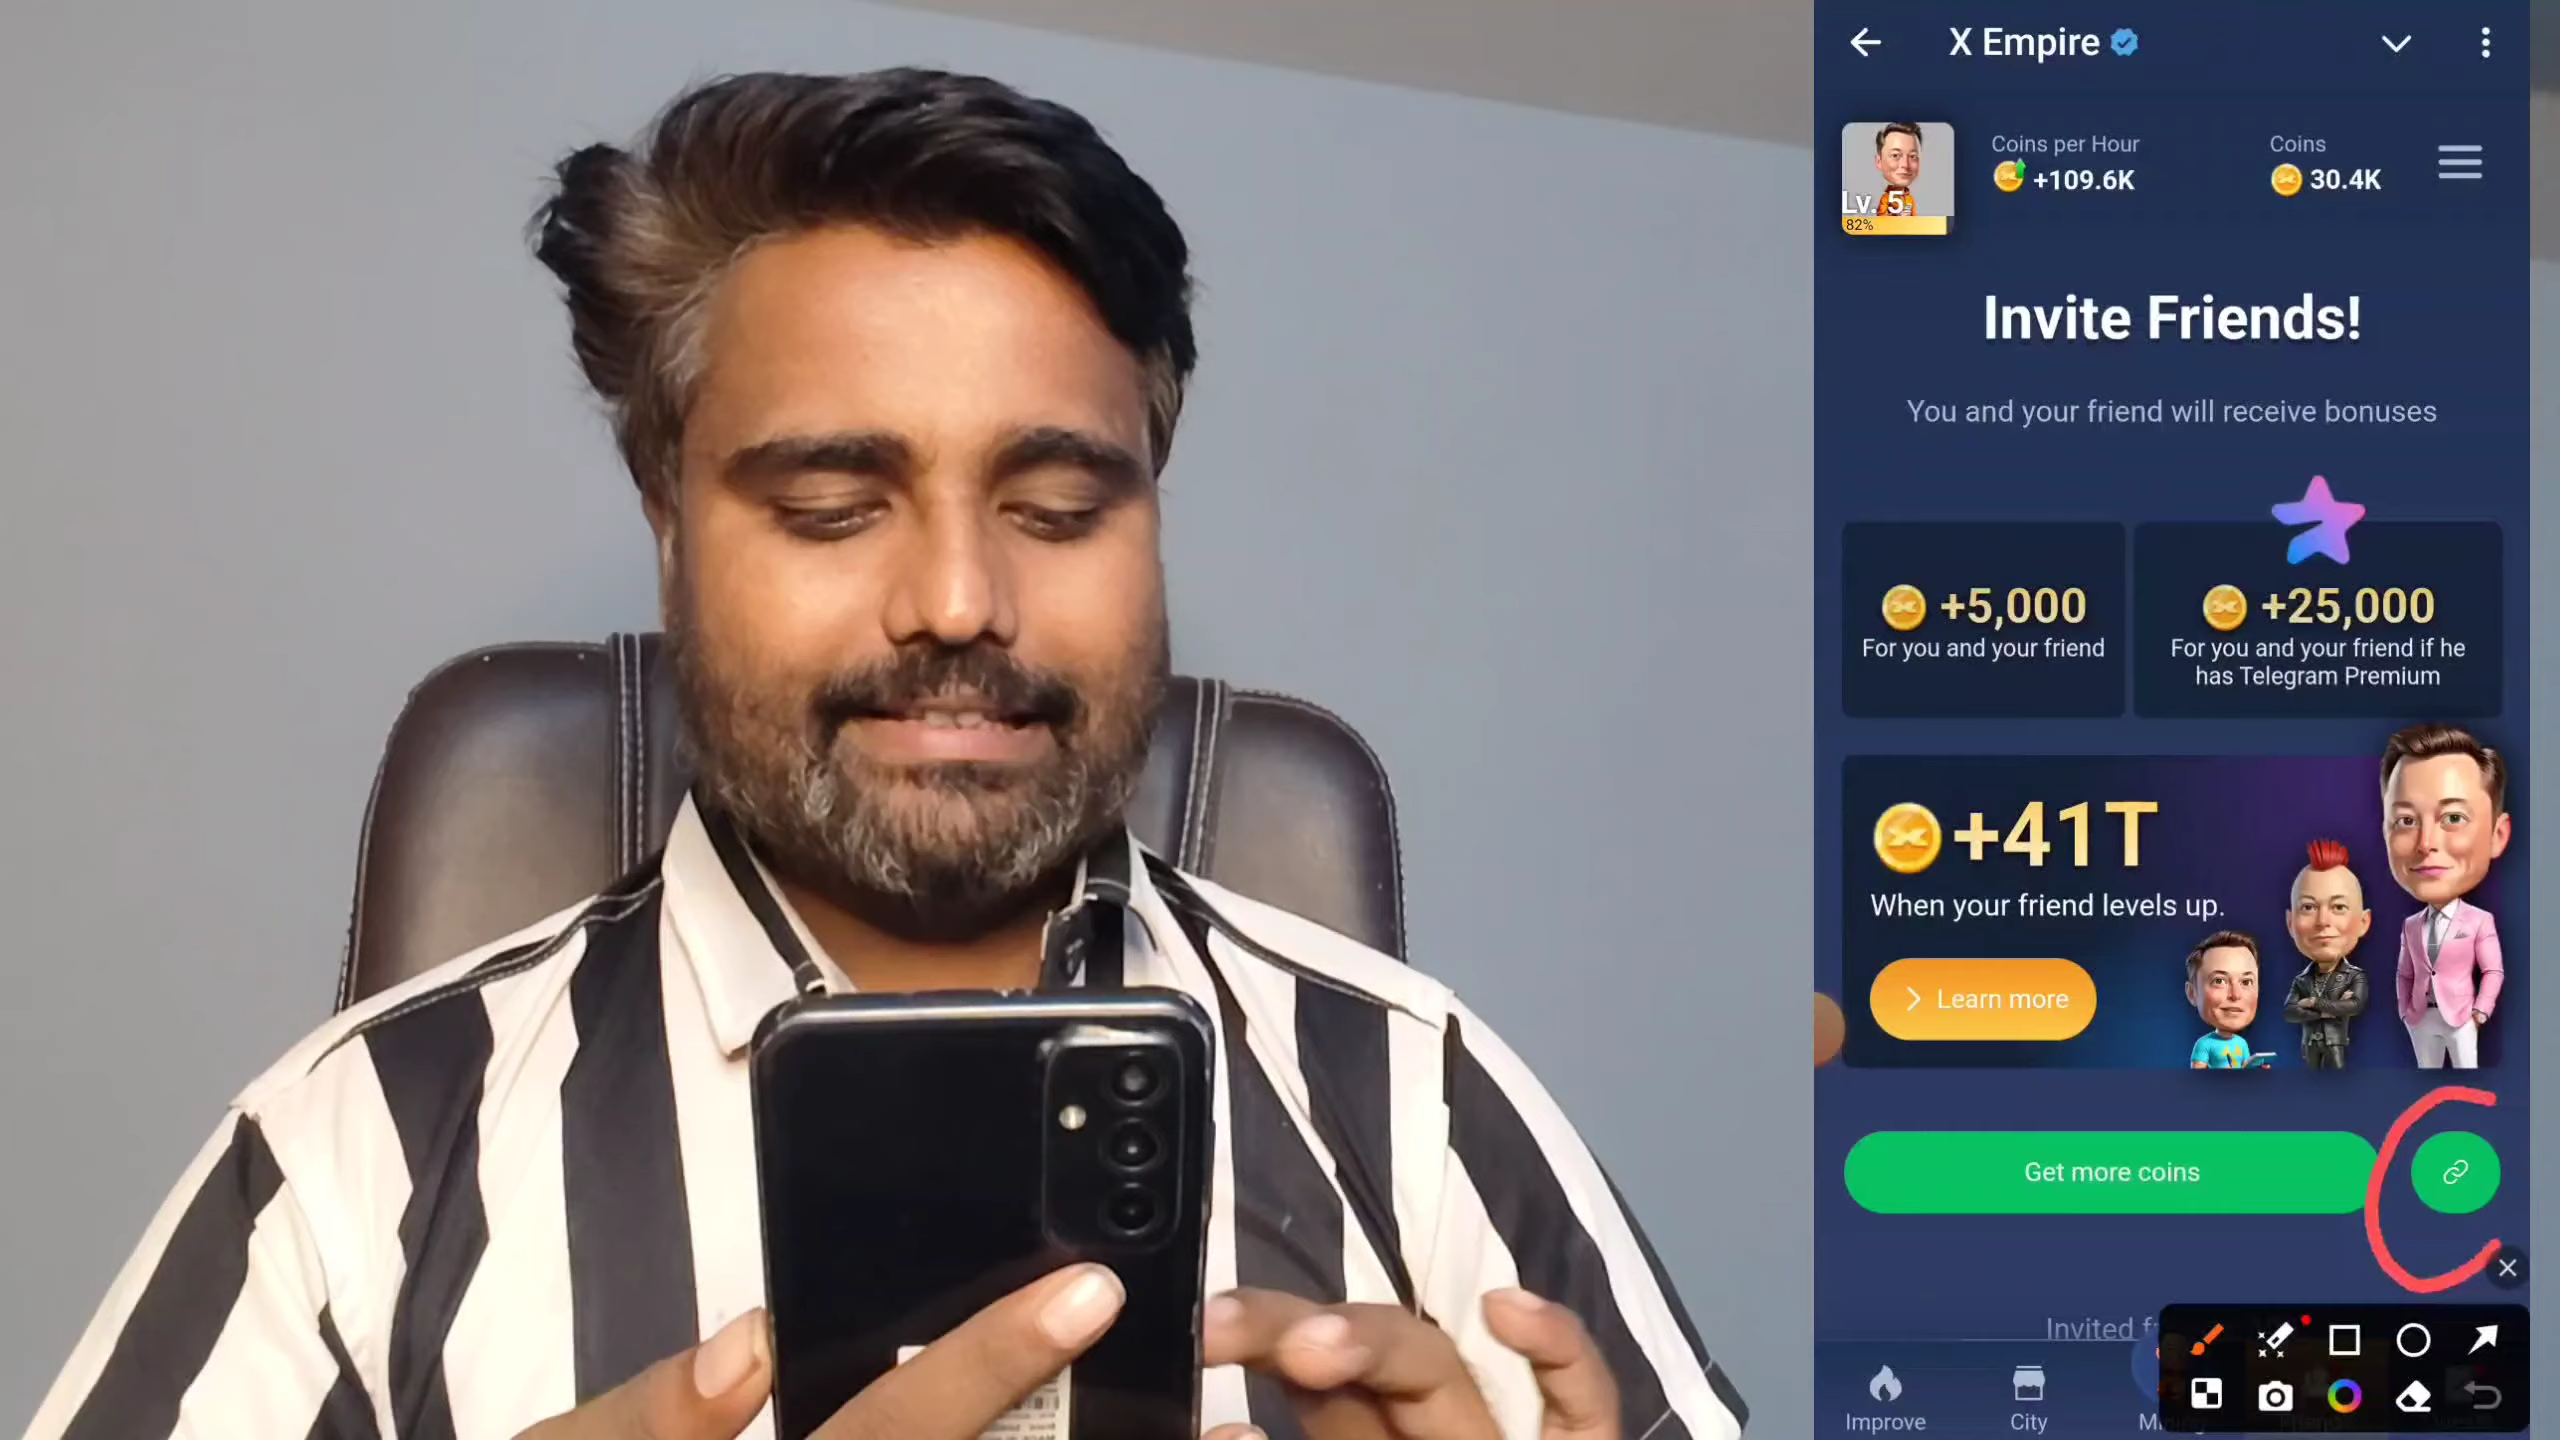 X Empire
Coins per Hour
+109.6K
Coins
30.4K
Lv. 5
82%
Invite Friends!
You and your friend will receive bonuses
+5,000
For you and your friend
+25,000
For you and your friend if he
has Telegram Premium
+41T
When your friend levels up.
Learn more
Get more coins
Invited
Improve
City